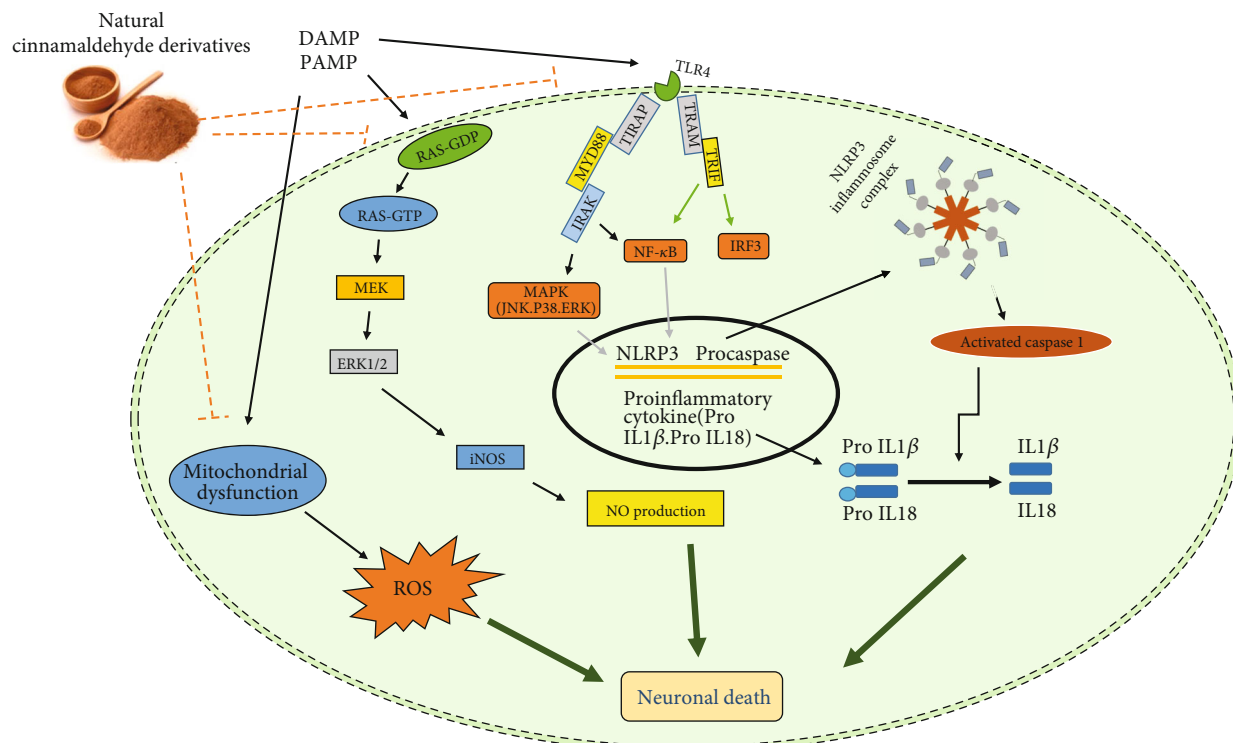 Natural
cinnamaldehyde derivatives
DAMP
PAMP
TLR4
TIRAP
TRAM
MYD88
TRIF
IRAK
RAS-GDP
RAS-GTP
MEK
ERK1/2
iNOS
NO production
NF-κB
IRF3
MAPK
(JNK.P38.ERK)
NLRP3
inflammosome
complex
Activated caspase 1
NLRP3 Procaspase
Proinflammatory
cytokine(Pro
IL1β.Pro IL18)
Pro IL1β
IL1β
Pro IL18
IL18
Mitochondrial
dysfunction
ROS
Neuronal death